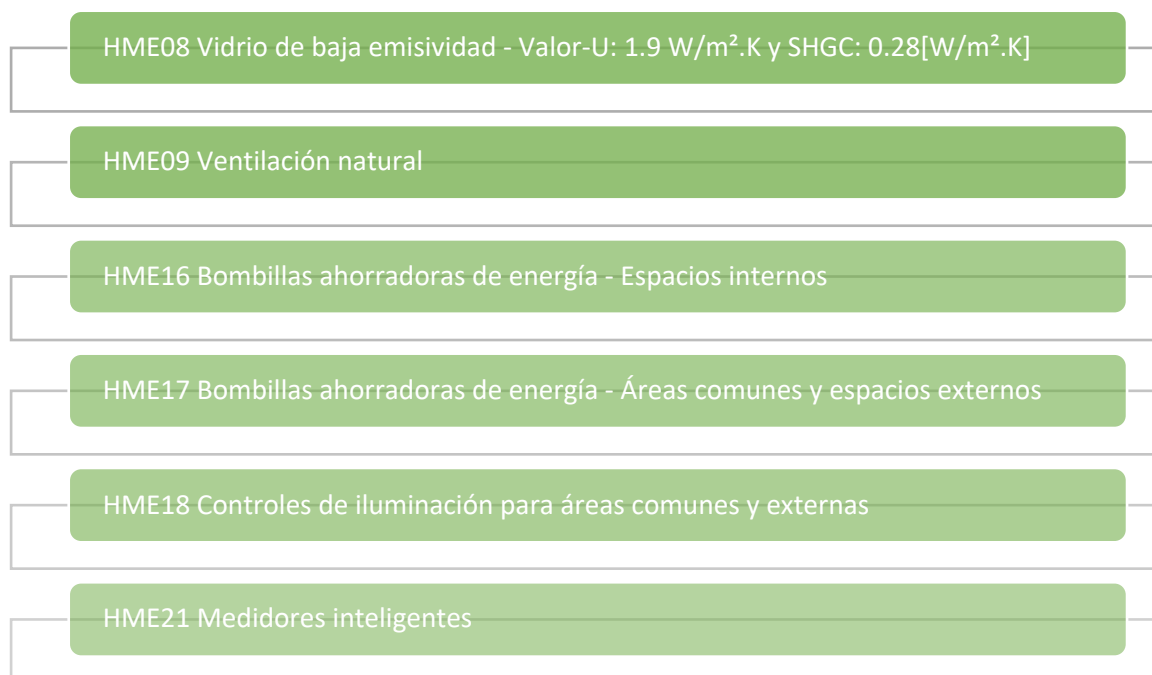 HME08 Vidrio de baja emisividad - Valor-U: 1.9 W/m².K y SHGC: 0.28[W/m².K]
HME09 Ventilación natural
HME16 Bombillas ahorradoras de energía - Espacios internos
HME17 Bombillas ahorradoras de energía - Áreas comunes y espacios externos
HME18 Controles de iluminación para áreas comunes y externas
HME21 Medidores inteligentes